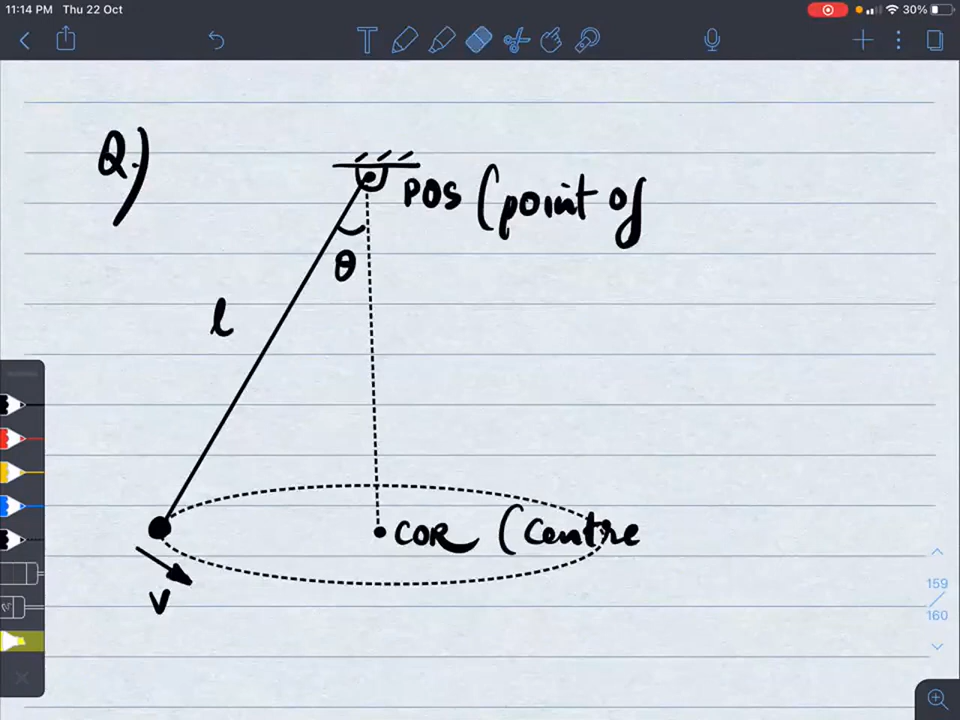 11:14 PM Thu 22 Oct
30%
T
Q.)
POS (point of
θ
l
COR (Centre
v
159
160